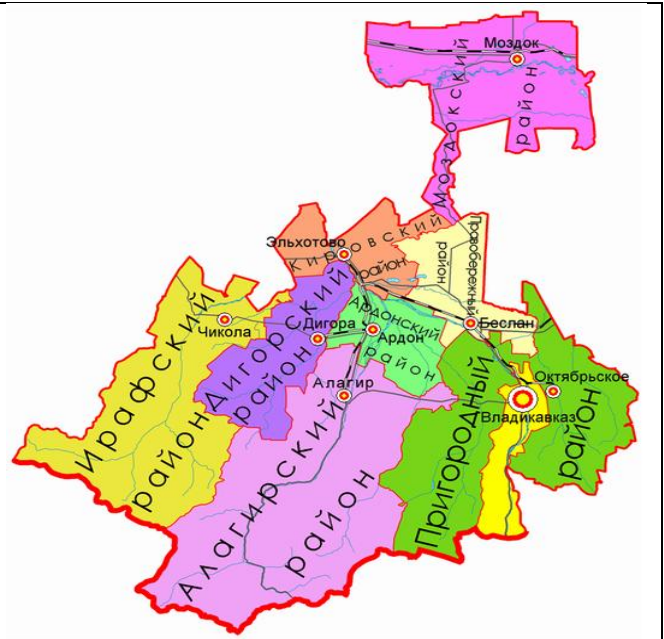 Моздок
Моздокский
район
Эльхотово
Кировский
район
Правобережный
район
Ирафский
район
Чикола
Дигорский
район
Дигора
Ардонский
район
Ардон
Беслан
Алагир
Алагирский
район
Октябрьское
Владикавказ
Пригородный
район